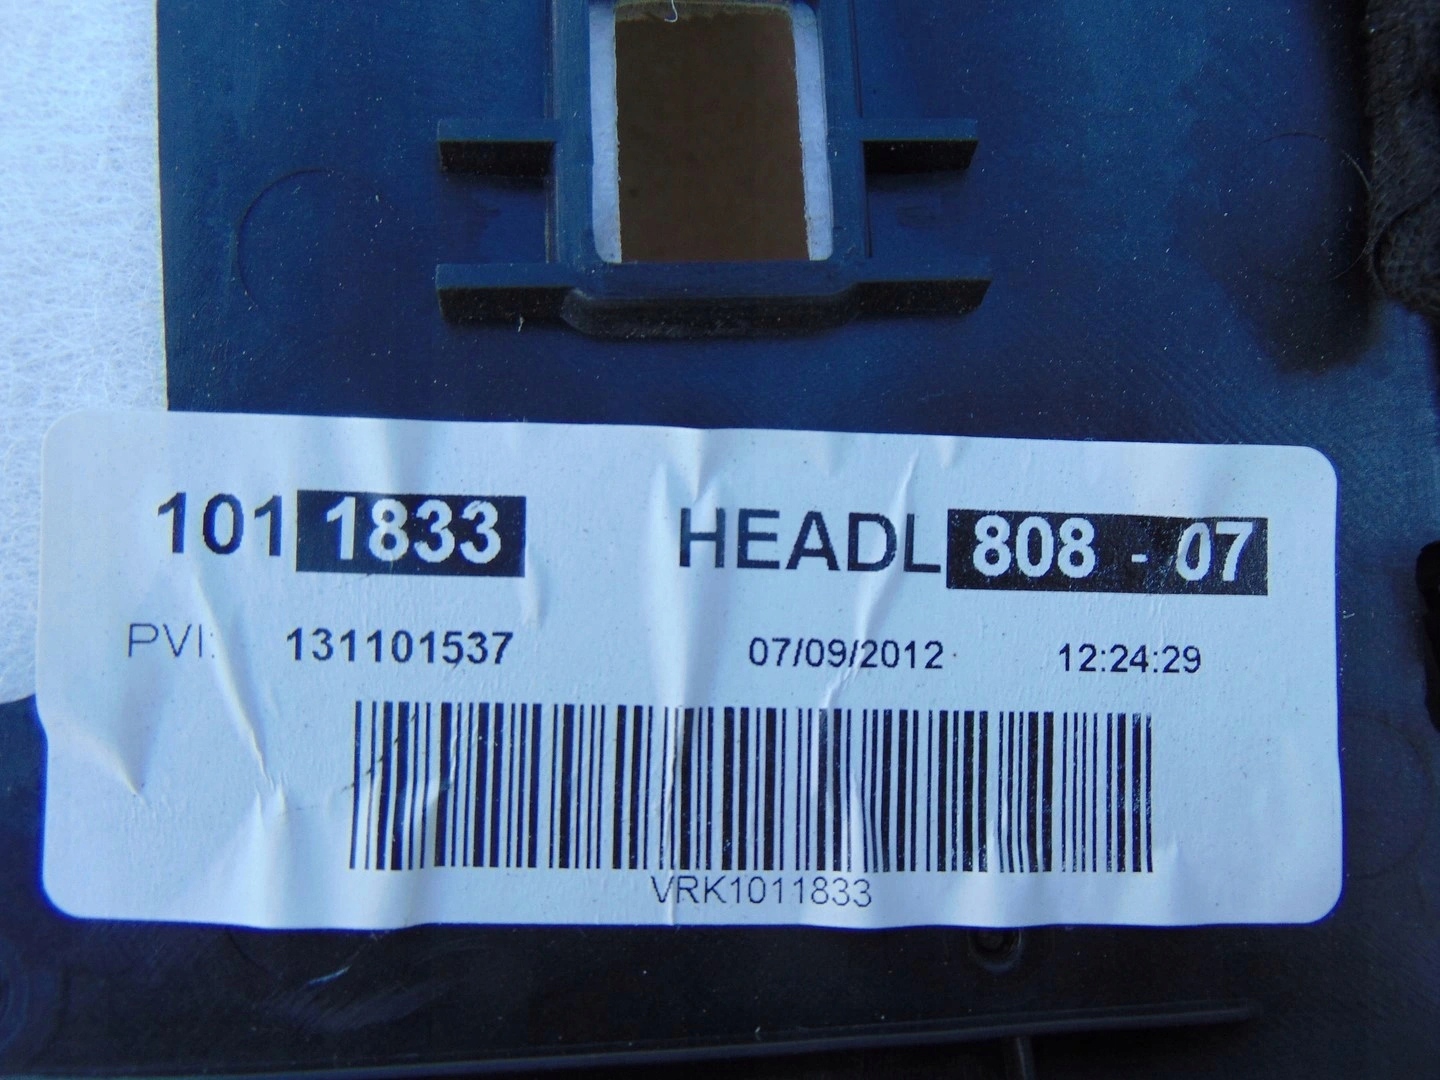 101 1833 HEADL 808 - 07
PVI: 131101537 07/09/2012 12:24:29
VRK1011833